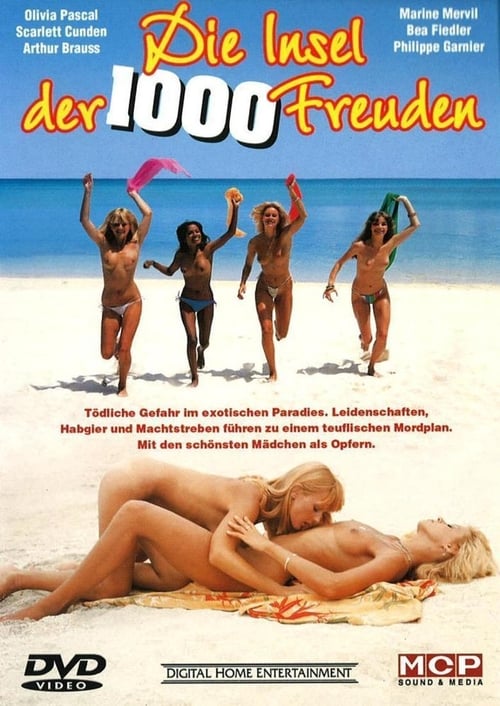 Olivia Pascal
Scarlett Cunden
Arthur Brauss
Marine Mervil
Bea Fiedler
Philippe Garnier
Die Insel
der 1000 Freuden
Tödliche Gefahr im exotischen Paradies. Leidenschaften,
Habgier und Machtstreben führen zu einem teuflischen Mordplan.
Mit den schönsten Mädchen als Opfern.
DVD
VIDEO
DIGITAL HOME ENTERTAINMENT
MCP
SOUND & MEDIA